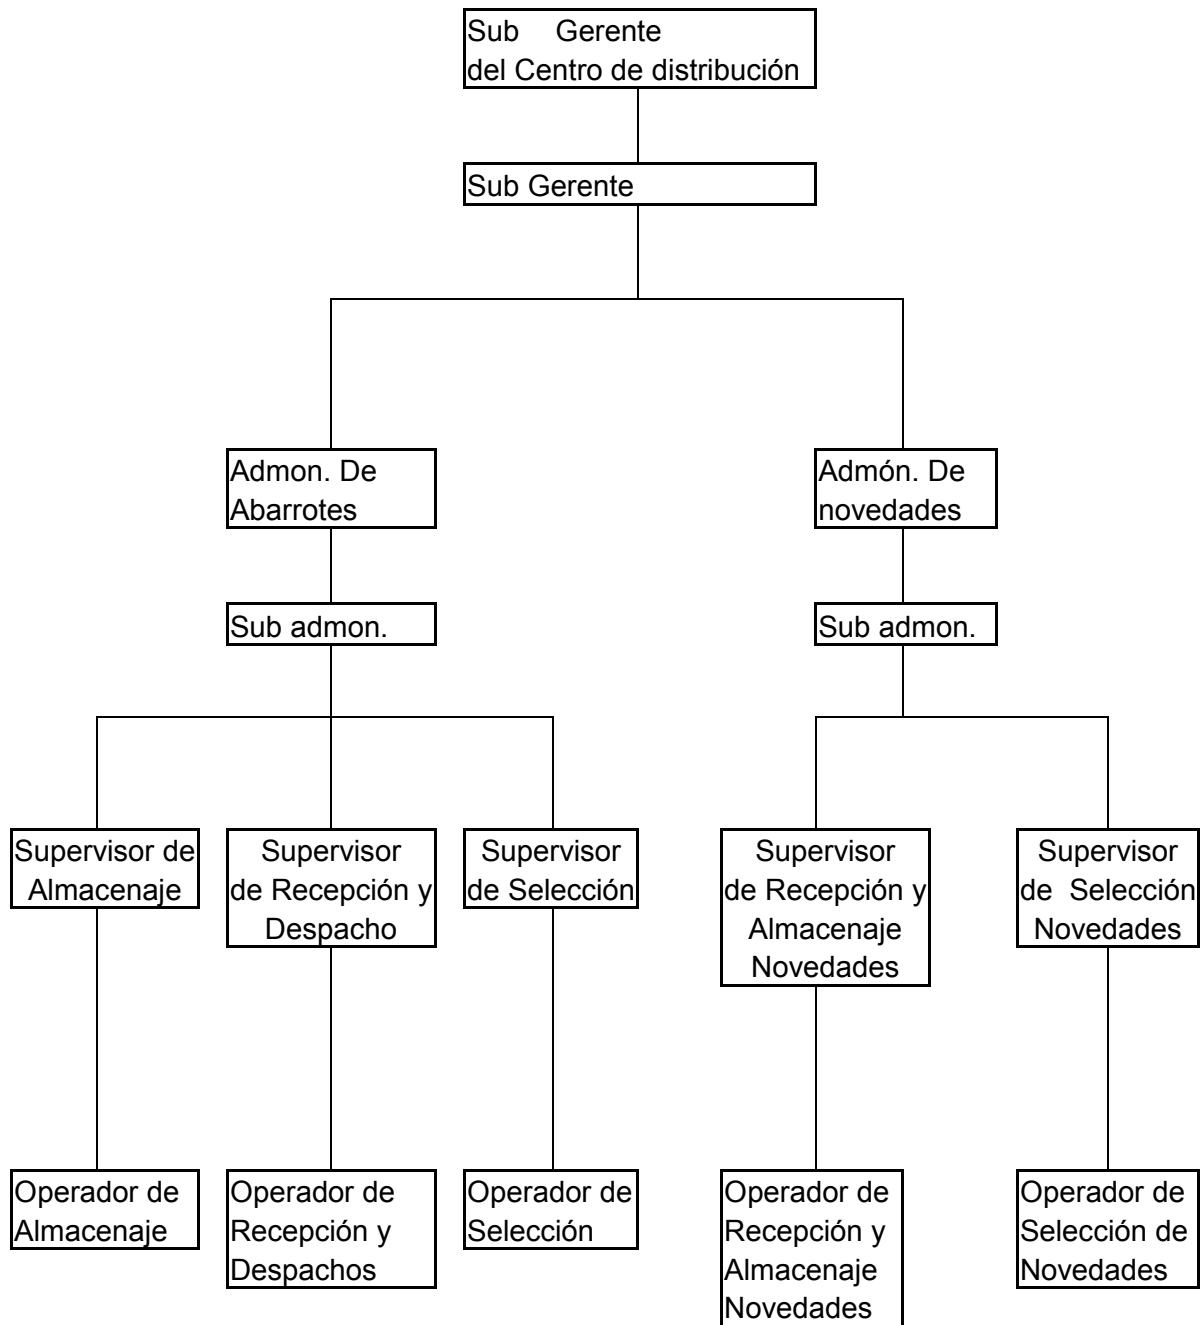 Sub Gerente
del Centro de distribución
Sub Gerente
Admon. De
Abarrotes
Admón. De
novedades
Sub admon.
Sub admon.
Supervisor de
Almacenaje
Supervisor
de Recepción y
Despacho
Supervisor
de Selección
Supervisor
de Recepción y
Almacenaje
Novedades
Supervisor
de Selección
Novedades
Operador de
Almacenaje
Operador de
Recepción y
Despachos
Operador de
Selección
Operador de
Recepción y
Almacenaje
Novedades
Operador de
Selección de
Novedades